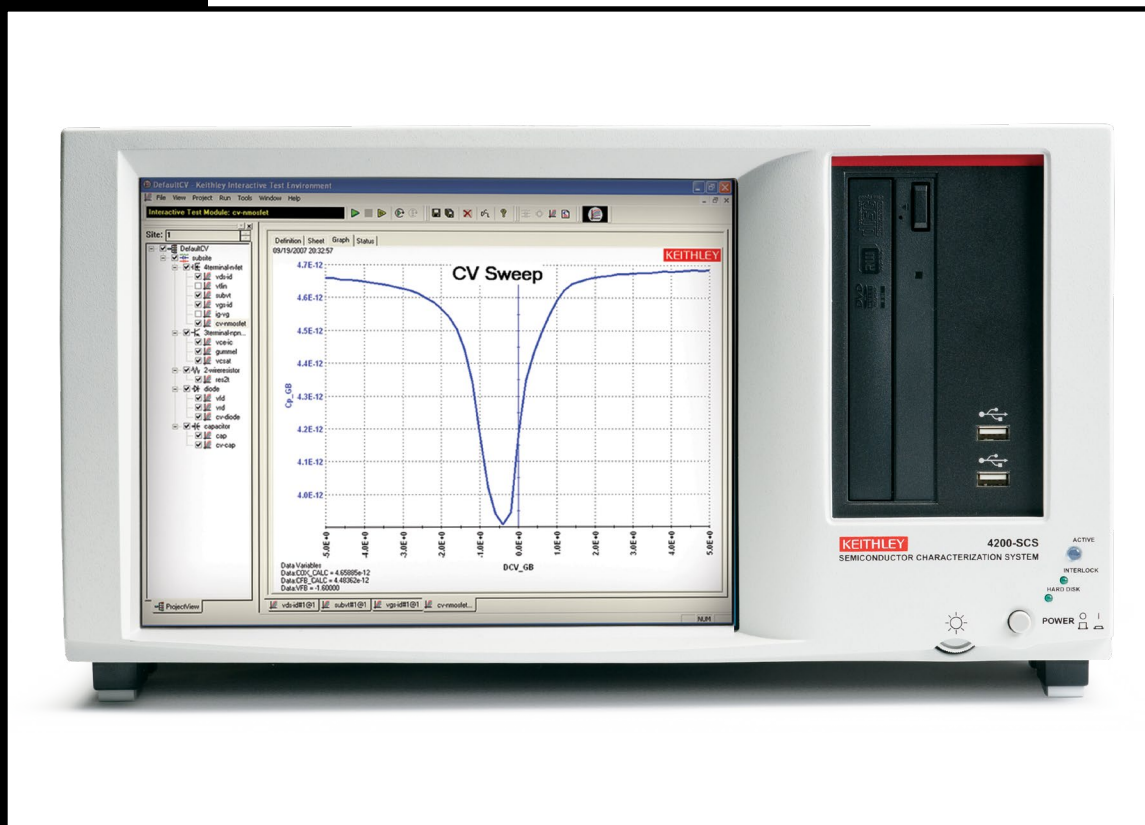 DefaultCV - Keithley Interactive Test Environment
File View Project Run Tools Window Help
Interactive Test Module: cv-nmosfet
Site: 1
DefaultCV
subsite
4terminal-n-fet
vds-id
vtlin
subvt
vgs-id
ig-vg
cv-nmosfet
3terminal-npn...
vce-ic
gummel
vcsat
2-wireresistor
res2t
diode
vfd
vrd
cv-diode
capacitor
cap
cv-cap
ProjectView
Definition Sheet Graph Status
09/19/2007 20:32:57
KEITHLEY
CV Sweep
4.7E-12
4.6E-12
4.5E-12
4.4E-12
4.3E-12
4.2E-12
4.1E-12
4.0E-12
Cp_GB
-5.0E+0
-4.0E+0
-3.0E+0
-2.0E+0
-1.0E+0
0.0E+0
1.0E+0
2.0E+0
3.0E+0
4.0E+0
5.0E+0
DCV_GB
Data Variables
Data:COX_CALC = 4.65885e-12
Data:CFB_CALC = 4.48362e-12
Data:VFB = -1.60000
vds-id#1@1 subvt#1@1 vgs-id#1@1 cv-nmosfet...
NUM
KEITHLEY
4200-SCS
SEMICONDUCTOR CHARACTERIZATION SYSTEM
ACTIVE
INTERLOCK
HARD DISK
POWER